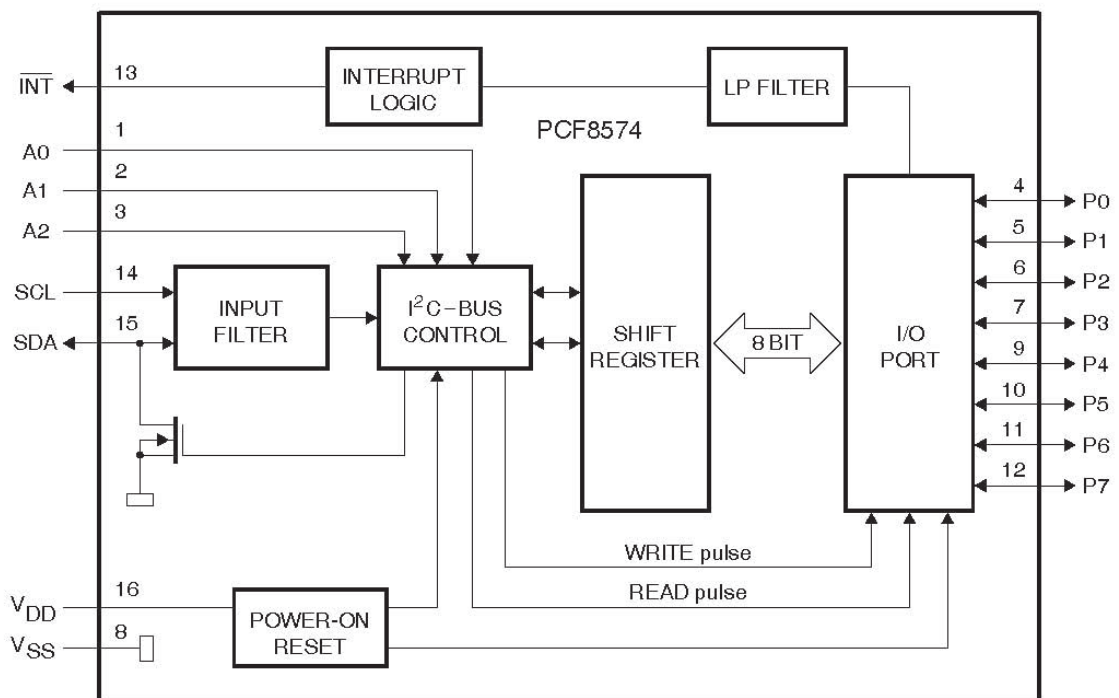 INT
13
INTERRUPT
LOGIC
LP FILTER
PCF8574
A0
1
A1
2
A2
3
SCL
14
SDA
15
INPUT
FILTER
I²C-BUS
CONTROL
SHIFT
REGISTER
8 BIT
I/O
PORT
4
P0
5
P1
6
P2
7
P3
9
P4
10
P5
11
P6
12
P7
WRITE pulse
READ pulse
VDD
16
VSS
8
POWER-ON
RESET